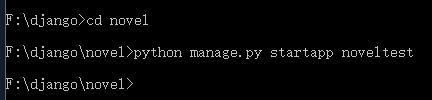 F:\django>cd novel
F:\django\novel>python manage.py startapp noveltest
F:\django\novel>